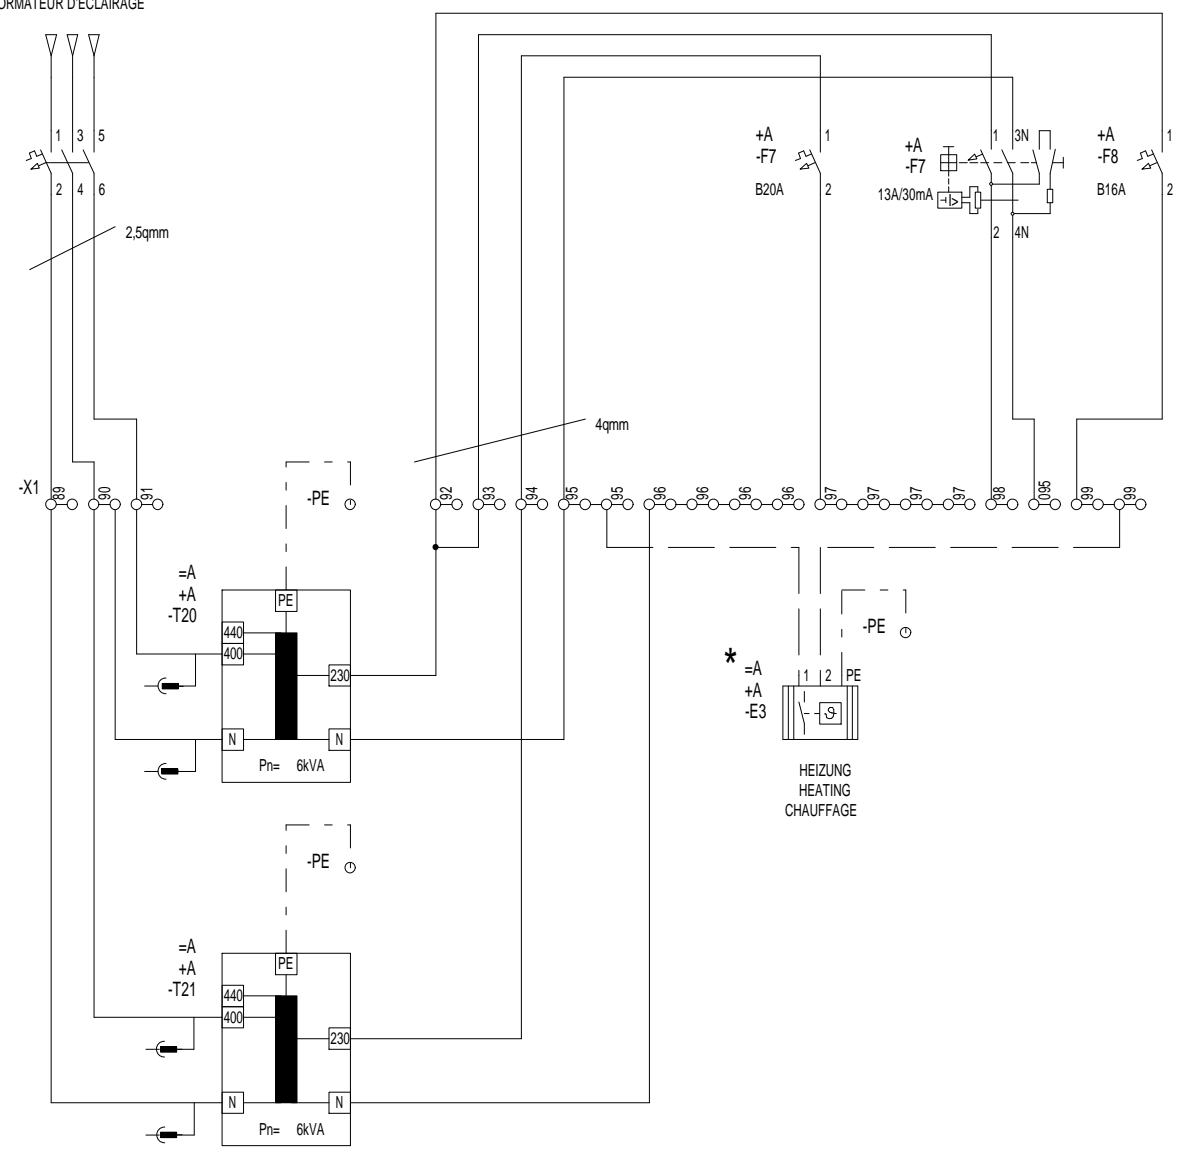 ORMATEUR D'ECLAIRAGE
1 3 5
2 4 6
2,5qmm
+A
-F7
B20A
1
2
+A
-F7
13A/30mA
1 3N
2 4N
+A
-F8
B16A
1
2
4qmm
-X1
89 90 91 92 93 94 95 95 96 96 96 96 97 97 97 97 98 095 99 99
-PE
=A
+A
-T20
PE
440
400
230
N N
Pn= 6kVA
-PE
*
=A
+A
-E3
1 2 PE
ϑ
HEIZUNG
HEATING
CHAUFFAGE
-PE
=A
+A
-T21
PE
440
400
230
N N
Pn= 6kVA